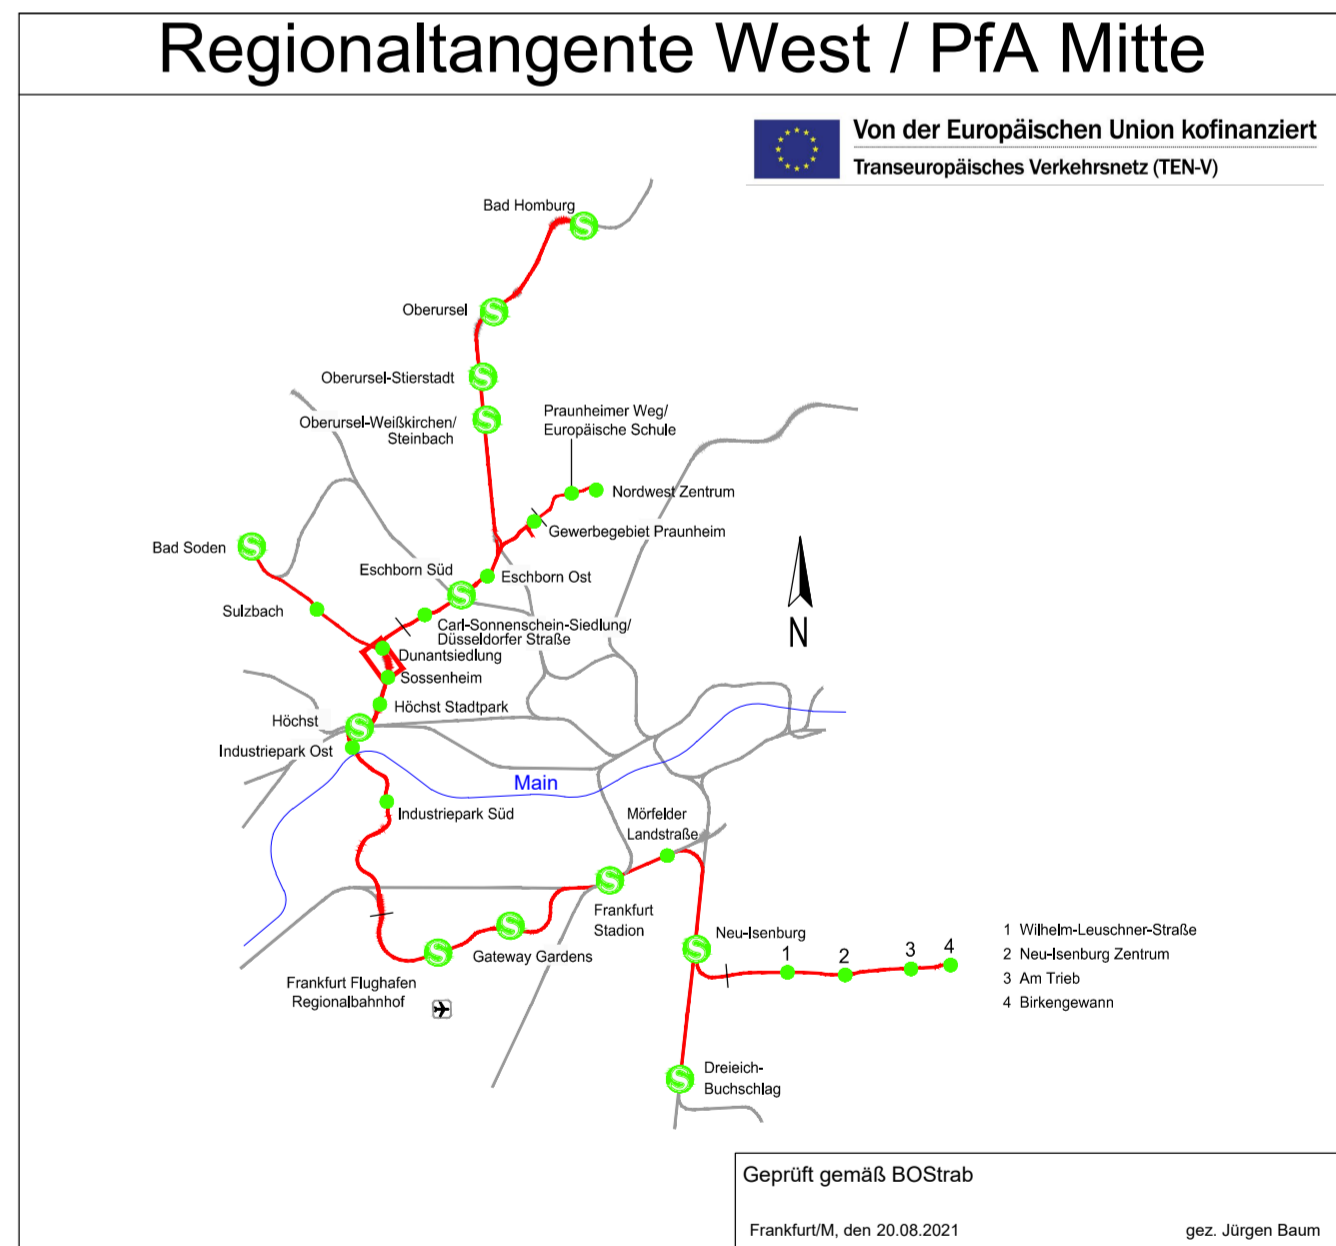 Regionaltangente West / PfA Mitte
Von der Europäischen Union kofinanziert
Transeuropäisches Verkehrsnetz (TEN-V)
Bad Homburg
S
Oberursel
S
Oberursel-Stierstadt
S
Oberursel-Weißkirchen/
Steinbach
S
Praunheimer Weg/
Europäische Schule
Nordwest Zentrum
Gewerbegebiet Praunheim
Bad Soden
S
Eschborn Süd
S
Eschborn Ost
Sulzbach
Carl-Sonnenschein-Siedlung/
Düsseldorfer Straße
N
Dunantsiedlung
Sossenheim
Höchst Stadtpark
Höchst
S
Industriepark Ost
Main
Industriepark Süd
Mörfelder
Landstraße
S
Frankfurt
Stadion
S
Gateway Gardens
S
Frankfurt Flughafen
Regionalbahnhof
Neu-Isenburg
S
1
2
3
4
1 Wilhelm-Leuschner-Straße
2 Neu-Isenburg Zentrum
3 Am Trieb
4 Birkengewann
S
Dreieich-
Buchschlag
Geprüft gemäß BOStrab
Frankfurt/M, den 20.08.2021 gez. Jürgen Baum